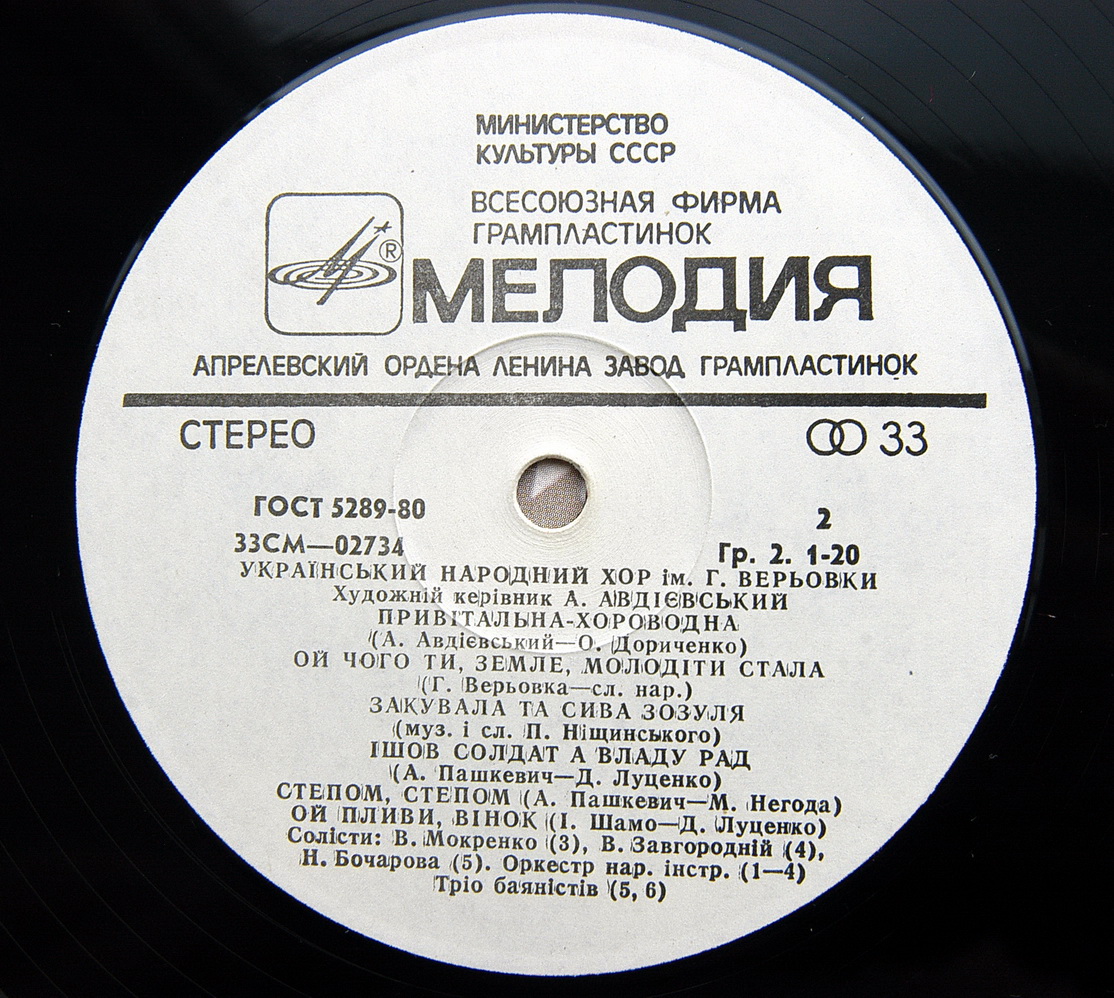 МИНИСТЕРСТВО
КУЛЬТУРЫ СССР
ВСЕСОЮЗНАЯ ФИРМА
ГРАМПЛАСТИНОК
®
МЕЛОДИЯ
АПРЕЛЕВСКИЙ ОРДЕНА ЛЕНИНА ЗАВОД ГРАМПЛАСТИНОК
СТЕРЕО
33
ГОСТ 5289-80
2
33СМ—02734
Гр. 2. 1-20
УКРАЇНСЬКИЙ НАРОДНИЙ ХОР ім. Г. ВЕРЬОВКИ
Художній керівник А. АВДІЄВСЬКИЙ
ПРИВІТАЛЬНА-ХОРОВОДНА
(А. Авдієвський—О. Доріченко)
ОЙ ЧОГО ТИ, ЗЕМЛЕ, МОЛОДІТИ СТАЛА
(Г. Верьовка—сл. нар.)
ЗАКУВАЛА ТА СИВА ЗОЗУЛЯ
(муз. і сл. П. Ніщинського)
ІШОВ СОЛДАТ А ВЛАДУ РАД
(А. Пашкевич—Д. Луценко)
СТЕПОМ, СТЕПОМ (А. Пашкевич—М. Негода)
ОЙ ПЛИВИ, ВІНОК (І. Шамо—Д. Луценко)
Солісти: В. Мокренко (3), В. Завгородній (4),
Н. Бочарова (5). Оркестр нар. інстр. (1—4)
Тріо баяністів (5, 6)